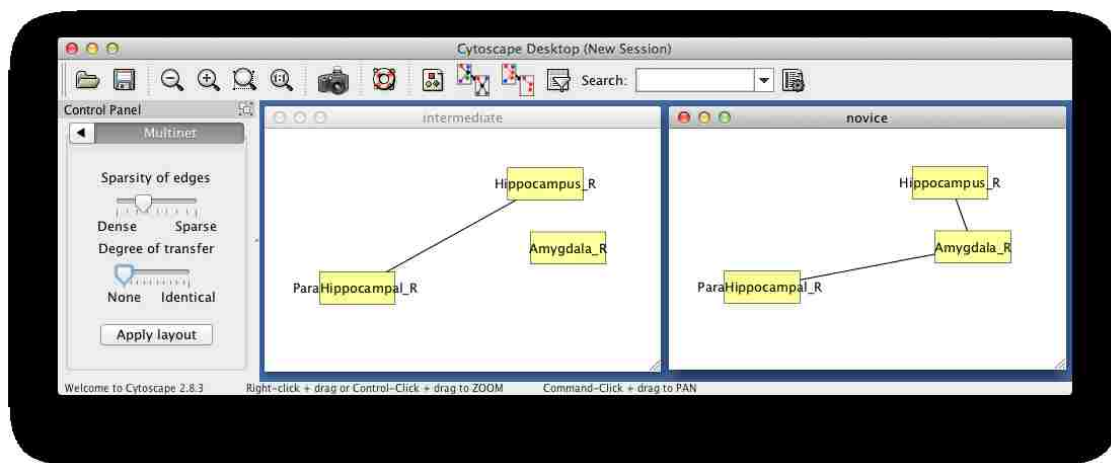 Cytoscape Desktop (New Session)
Search:
Control Panel
Multinet
Sparsity of edges
Dense Sparse
Degree of transfer
None Identical
Apply layout
intermediate
Hippocampus_R
Amygdala_R
ParaHippocampal_R
novice
Hippocampus_R
Amygdala_R
ParaHippocampal_R
Welcome to Cytoscape 2.8.3 Right-click + drag or Control-Click + drag to ZOOM Command-Click + drag to PAN